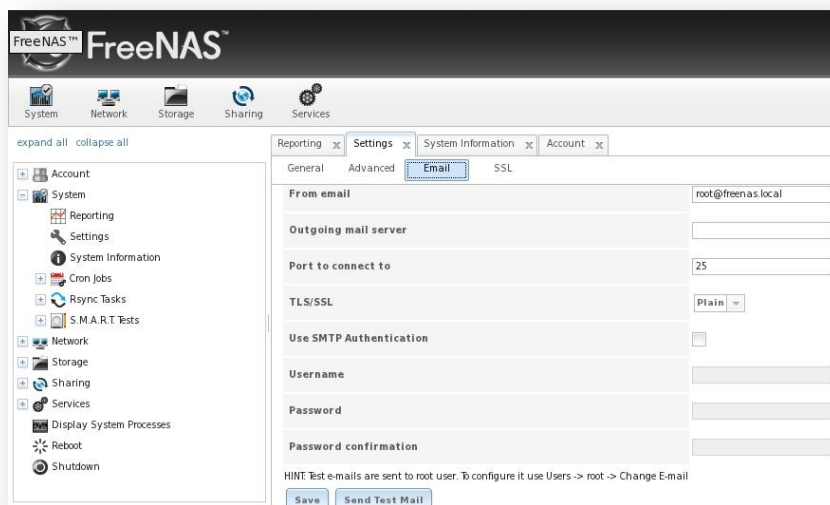 FreeNAS™
FreeNAS™
System Network Storage Sharing Services
expand all collapse all
Reporting x Settings x System Information x Account x
General Advanced Email SSL
Account
System
Reporting
Settings
System Information
Cron Jobs
Rsync Tasks
S.M.A.R.T. Tests
Network
Storage
Sharing
Services
Display System Processes
Reboot
Shutdown
From email root@freenas.local
Outgoing mail server
Port to connect to 25
TLS/SSL Plain
Use SMTP Authentication
Username
Password
Password confirmation
HINT: Test e-mails are sent to root user. To configure it use Users -> root -> Change E-mail
Save Send Test Mail